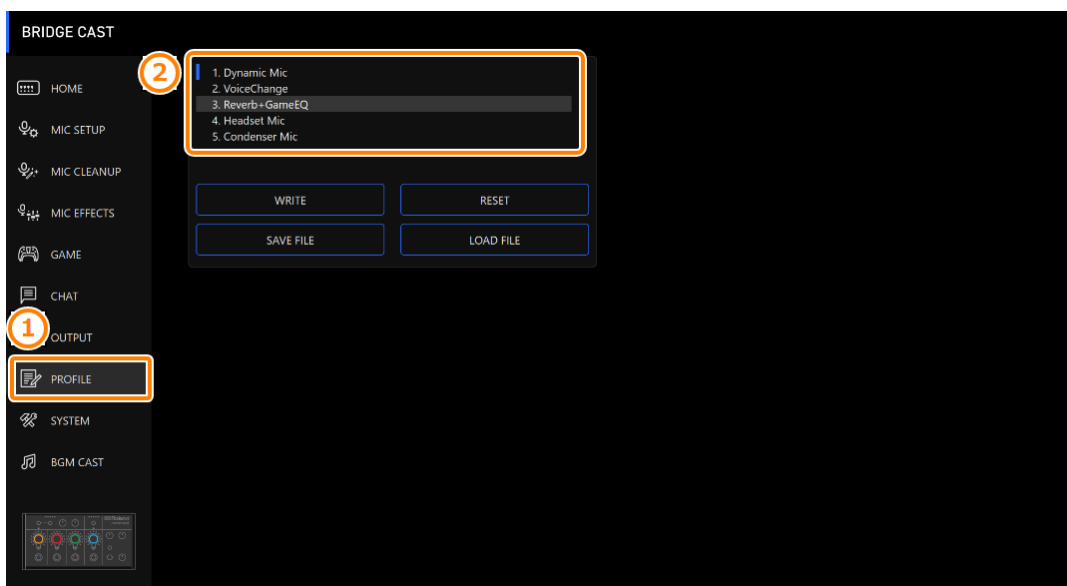 BRIDGE CAST
HOME
MIC SETUP
MIC CLEANUP
MIC EFFECTS
GAME
CHAT
1
OUTPUT
PROFILE
SYSTEM
BGM CAST
2
1. Dynamic Mic
2. VoiceChange
3. Reverb+GameEQ
4. Headset Mic
5. Condenser Mic
WRITE
RESET
SAVE FILE
LOAD FILE